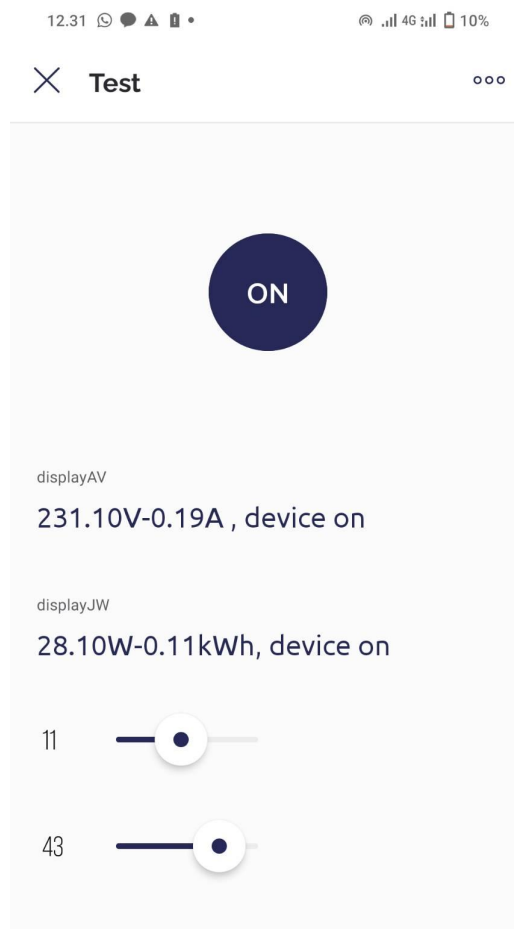 12.31 4G 10%
Test
ON
displayAV
231.10V-0.19A , device on
displayJW
28.10W-0.11kWh, device on
11
43